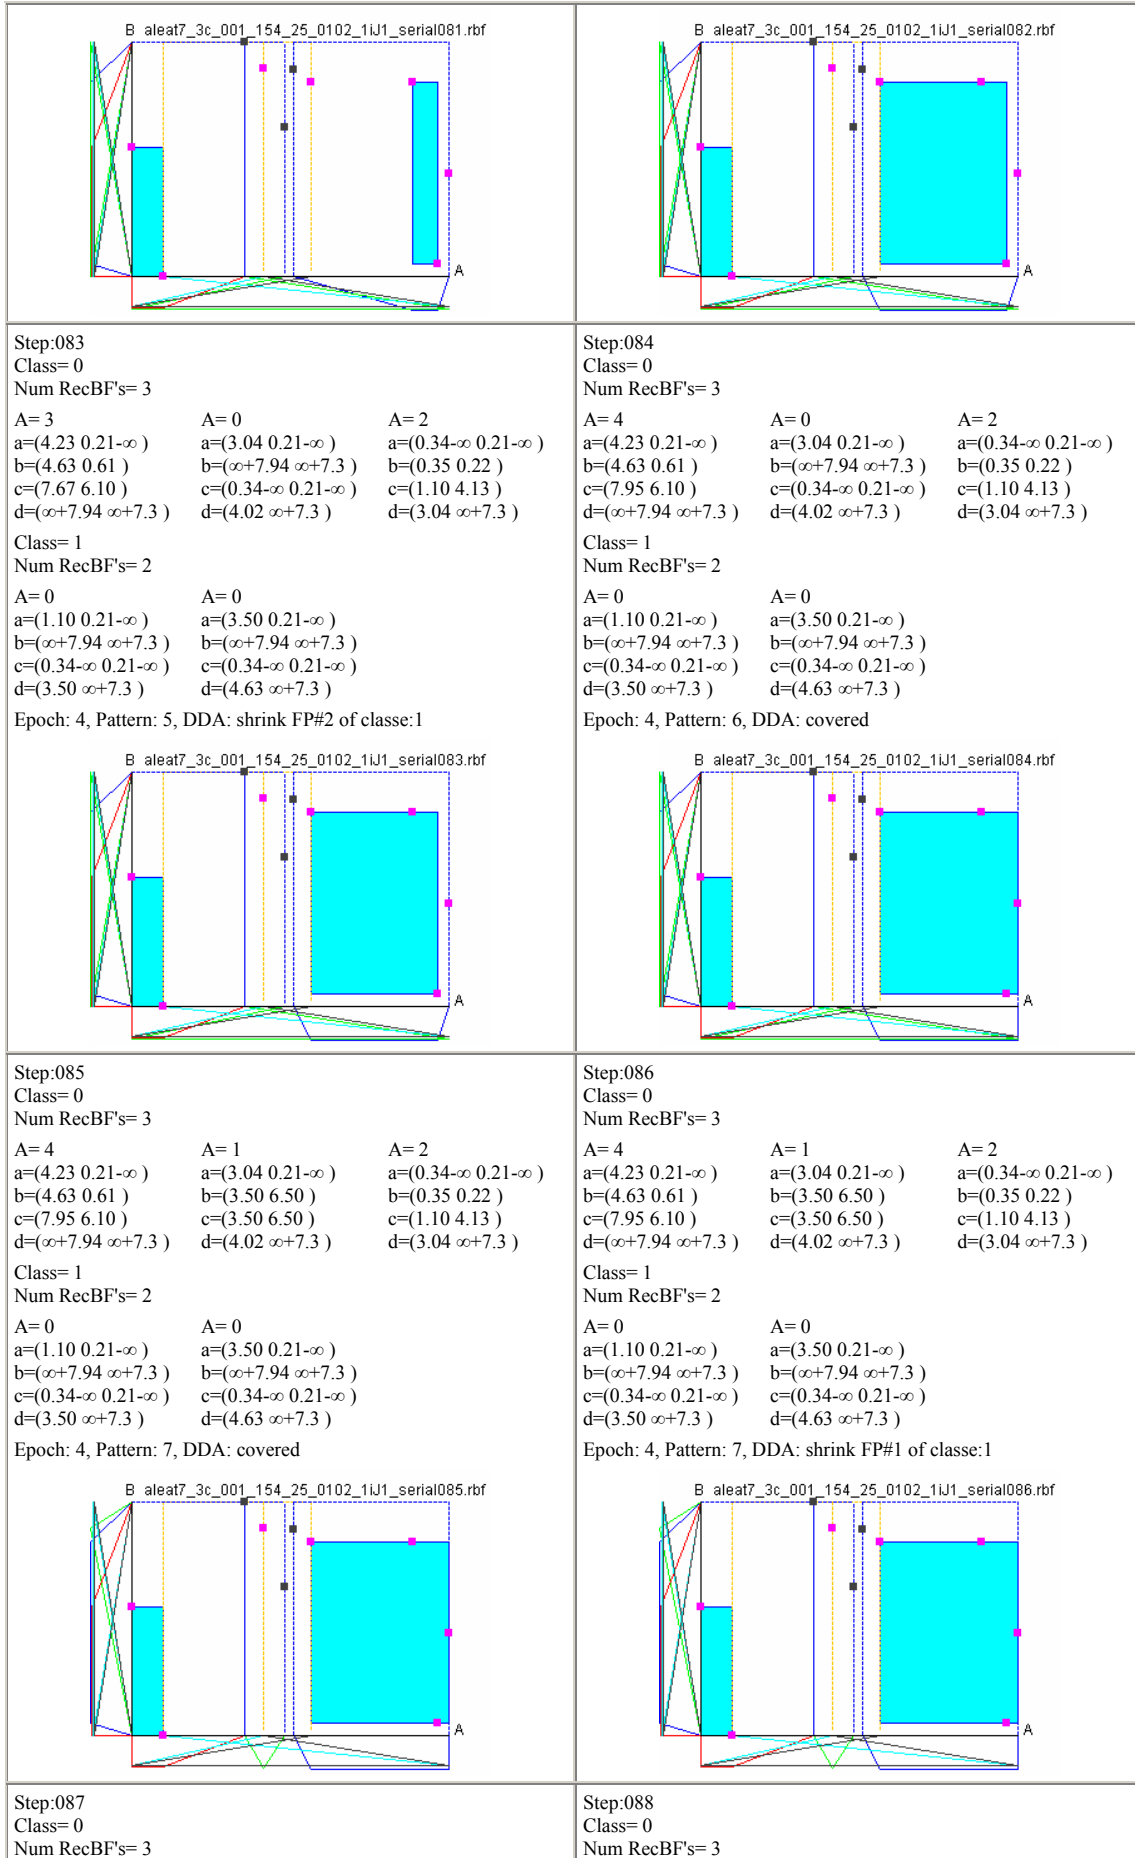 B aleat7_3c_001_154_25_0102_1iJ1_serial081.rbf
A
B aleat7_3c_001_154_25_0102_1iJ1_serial082.rbf
A
Step:083
Class= 0
Num RecBF's= 3
A= 3 A= 0 A= 2
a=(4.23 0.21-∞ ) a=(3.04 0.21-∞ ) a=(0.34-∞ 0.21-∞ )
b=(4.63 0.61 ) b=(∞+7.94 ∞+7.3 ) b=(0.35 0.22 )
c=(7.67 6.10 ) c=(0.34-∞ 0.21-∞ ) c=(1.10 4.13 )
d=(∞+7.94 ∞+7.3 ) d=(4.02 ∞+7.3 ) d=(3.04 ∞+7.3 )
Class= 1
Num RecBF's= 2
A= 0 A= 0
a=(1.10 0.21-∞ ) a=(3.50 0.21-∞ )
b=(∞+7.94 ∞+7.3 ) b=(∞+7.94 ∞+7.3 )
c=(0.34-∞ 0.21-∞ ) c=(0.34-∞ 0.21-∞ )
d=(3.50 ∞+7.3 ) d=(4.63 ∞+7.3 )
Epoch: 4, Pattern: 5, DDA: shrink FP#2 of classe:1
B aleat7_3c_001_154_25_0102_1iJ1_serial083.rbf
A
Step:084
Class= 0
Num RecBF's= 3
A= 4 A= 0 A= 2
a=(4.23 0.21-∞ ) a=(3.04 0.21-∞ ) a=(0.34-∞ 0.21-∞ )
b=(4.63 0.61 ) b=(∞+7.94 ∞+7.3 ) b=(0.35 0.22 )
c=(7.95 6.10 ) c=(0.34-∞ 0.21-∞ ) c=(1.10 4.13 )
d=(∞+7.94 ∞+7.3 ) d=(4.02 ∞+7.3 ) d=(3.04 ∞+7.3 )
Class= 1
Num RecBF's= 2
A= 0 A= 0
a=(1.10 0.21-∞ ) a=(3.50 0.21-∞ )
b=(∞+7.94 ∞+7.3 ) b=(∞+7.94 ∞+7.3 )
c=(0.34-∞ 0.21-∞ ) c=(0.34-∞ 0.21-∞ )
d=(3.50 ∞+7.3 ) d=(4.63 ∞+7.3 )
Epoch: 4, Pattern: 6, DDA: covered
B aleat7_3c_001_154_25_0102_1iJ1_serial084.rbf
A
Step:085
Class= 0
Num RecBF's= 3
A= 4 A= 1 A= 2
a=(4.23 0.21-∞ ) a=(3.04 0.21-∞ ) a=(0.34-∞ 0.21-∞ )
b=(4.63 0.61 ) b=(3.50 6.50 ) b=(0.35 0.22 )
c=(7.95 6.10 ) c=(3.50 6.50 ) c=(1.10 4.13 )
d=(∞+7.94 ∞+7.3 ) d=(4.02 ∞+7.3 ) d=(3.04 ∞+7.3 )
Class= 1
Num RecBF's= 2
A= 0 A= 0
a=(1.10 0.21-∞ ) a=(3.50 0.21-∞ )
b=(∞+7.94 ∞+7.3 ) b=(∞+7.94 ∞+7.3 )
c=(0.34-∞ 0.21-∞ ) c=(0.34-∞ 0.21-∞ )
d=(3.50 ∞+7.3 ) d=(4.63 ∞+7.3 )
Epoch: 4, Pattern: 7, DDA: covered
B aleat7_3c_001_154_25_0102_1iJ1_serial085.rbf
A
Step:086
Class= 0
Num RecBF's= 3
A= 4 A= 1 A= 2
a=(4.23 0.21-∞ ) a=(3.04 0.21-∞ ) a=(0.34-∞ 0.21-∞ )
b=(4.63 0.61 ) b=(3.50 6.50 ) b=(0.35 0.22 )
c=(7.95 6.10 ) c=(3.50 6.50 ) c=(1.10 4.13 )
d=(∞+7.94 ∞+7.3 ) d=(4.02 ∞+7.3 ) d=(3.04 ∞+7.3 )
Class= 1
Num RecBF's= 2
A= 0 A= 0
a=(1.10 0.21-∞ ) a=(3.50 0.21-∞ )
b=(∞+7.94 ∞+7.3 ) b=(∞+7.94 ∞+7.3 )
c=(0.34-∞ 0.21-∞ ) c=(0.34-∞ 0.21-∞ )
d=(3.50 ∞+7.3 ) d=(4.63 ∞+7.3 )
Epoch: 4, Pattern: 7, DDA: shrink FP#1 of classe:1
B aleat7_3c_001_154_25_0102_1iJ1_serial086.rbf
A
Step:087
Class= 0
Num RecBF's= 3
Step:088
Class= 0
Num RecBF's= 3